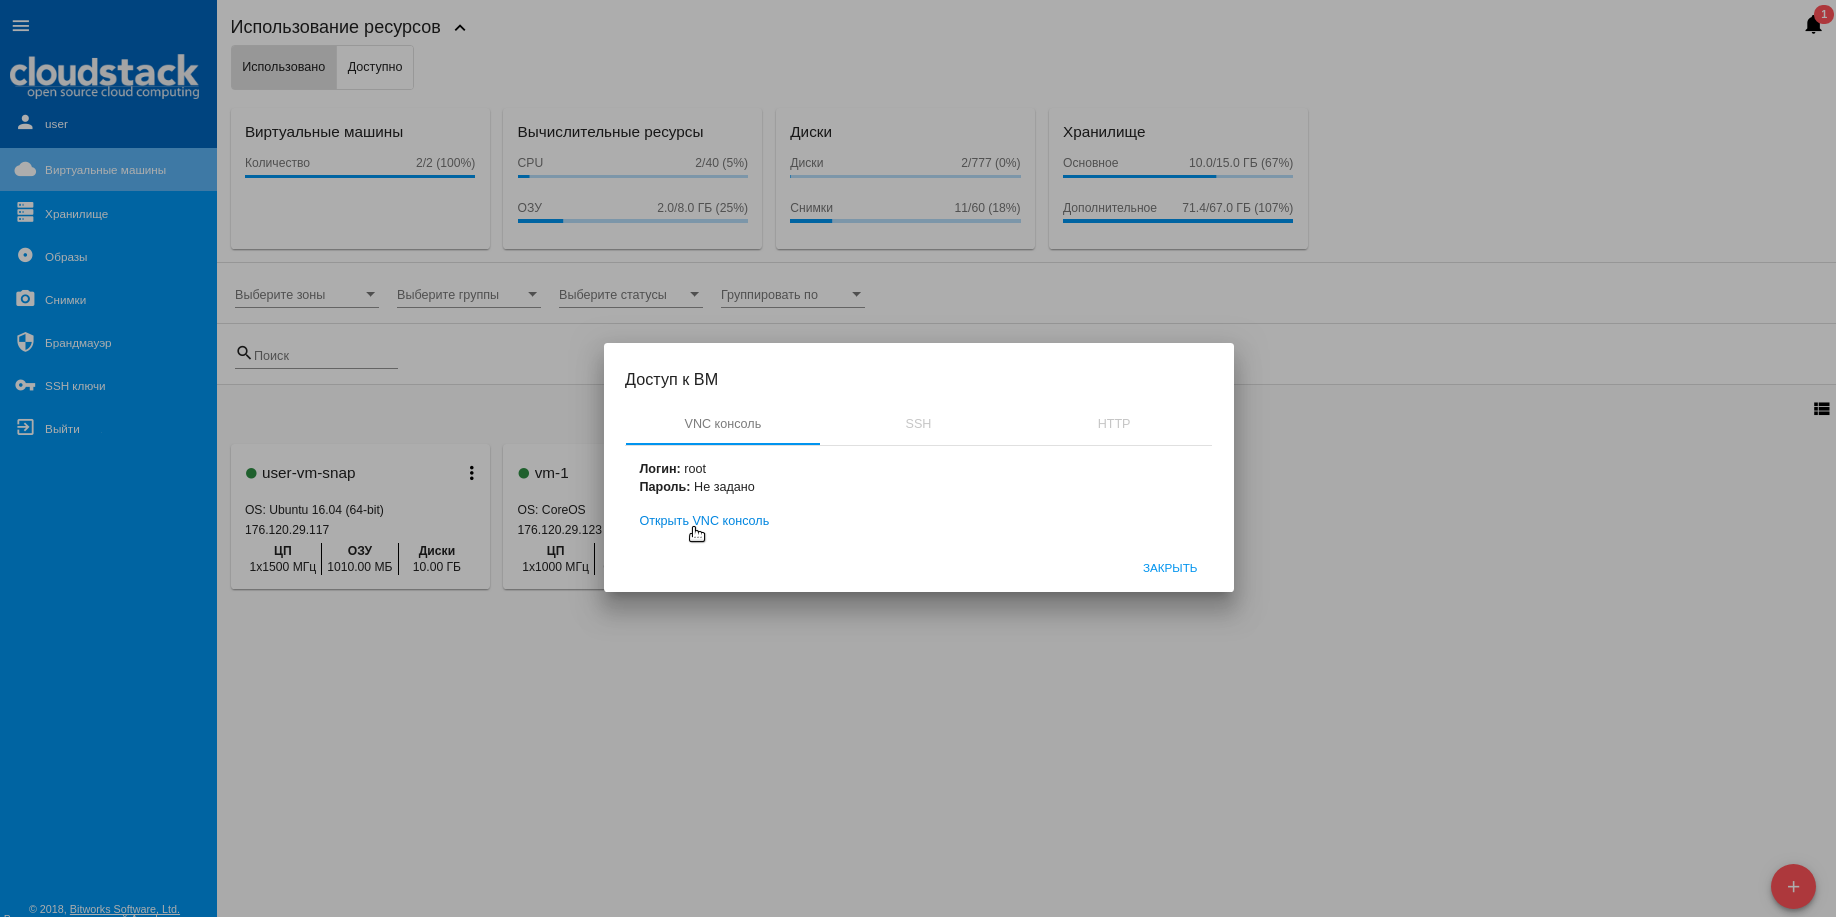 Использование ресурсов
1
Использовано Доступно
cloudstack
open source cloud computing
user
Виртуальные машины
Хранилище
Образы
Снимки
Брандмауэр
SSH ключи
Выйти
Виртуальные машины
Количество 2/2 (100%)
Вычислительные ресурсы
CPU 2/40 (5%)
ОЗУ 2.0/8.0 ГБ (25%)
Диски
Диски 2/777 (0%)
Снимки 11/60 (18%)
Хранилище
Основное 10.0/15.0 ГБ (67%)
Дополнительное 71.4/67.0 ГБ (107%)
Выберите зоны Выберите группы Выберите статусы Группировать по
Поиск
user-vm-snap
OS: Ubuntu 16.04 (64-bit)
176.120.29.117
ЦП ОЗУ Диски
1x1500 МГц 1010.00 МБ 10.00 ГБ
vm-1
OS: CoreOS
176.120.29.123
ЦП
1x1000 МГц
Доступ к ВМ
VNC консоль SSH HTTP
Логин: root
Пароль: Не задано
Открыть VNC консоль
ЗАКРЫТЬ
© 2018, Bitworks Software, Ltd.